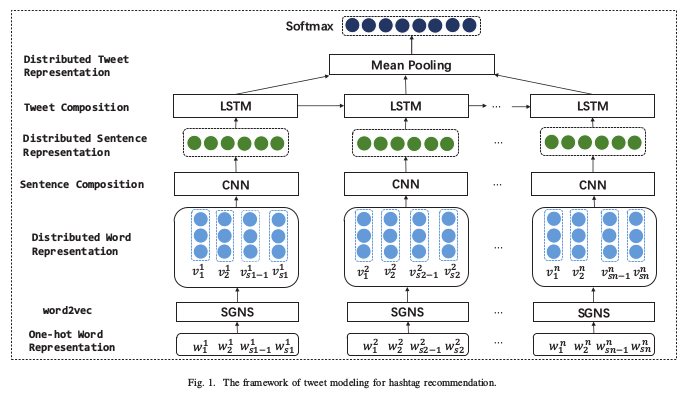 Softmax
Distributed Tweet
Representation
Mean Pooling
Tweet Composition
LSTM LSTM ... LSTM
Distributed Sentence
Representation
...
Sentence Composition
CNN CNN ... CNN
Distributed Word
Representation
...
v_1^1 v_2^1 v_{s1-1}^1 v_{s1}^1 v_1^2 v_2^2 v_{s2-1}^2 v_{s2}^2 v_1^n v_2^n v_{sn-1}^n v_{sn}^n
word2vec
SGNS SGNS ... SGNS
One-hot Word
Representation
w_1^1 w_2^1 w_{s1-1}^1 w_{s1}^1 w_1^2 w_2^2 w_{s2-1}^2 w_{s2}^2 ... w_1^n w_2^n w_{sn-1}^n w_{sn}^n
Fig. 1. The framework of tweet modeling for hashtag recommendation.